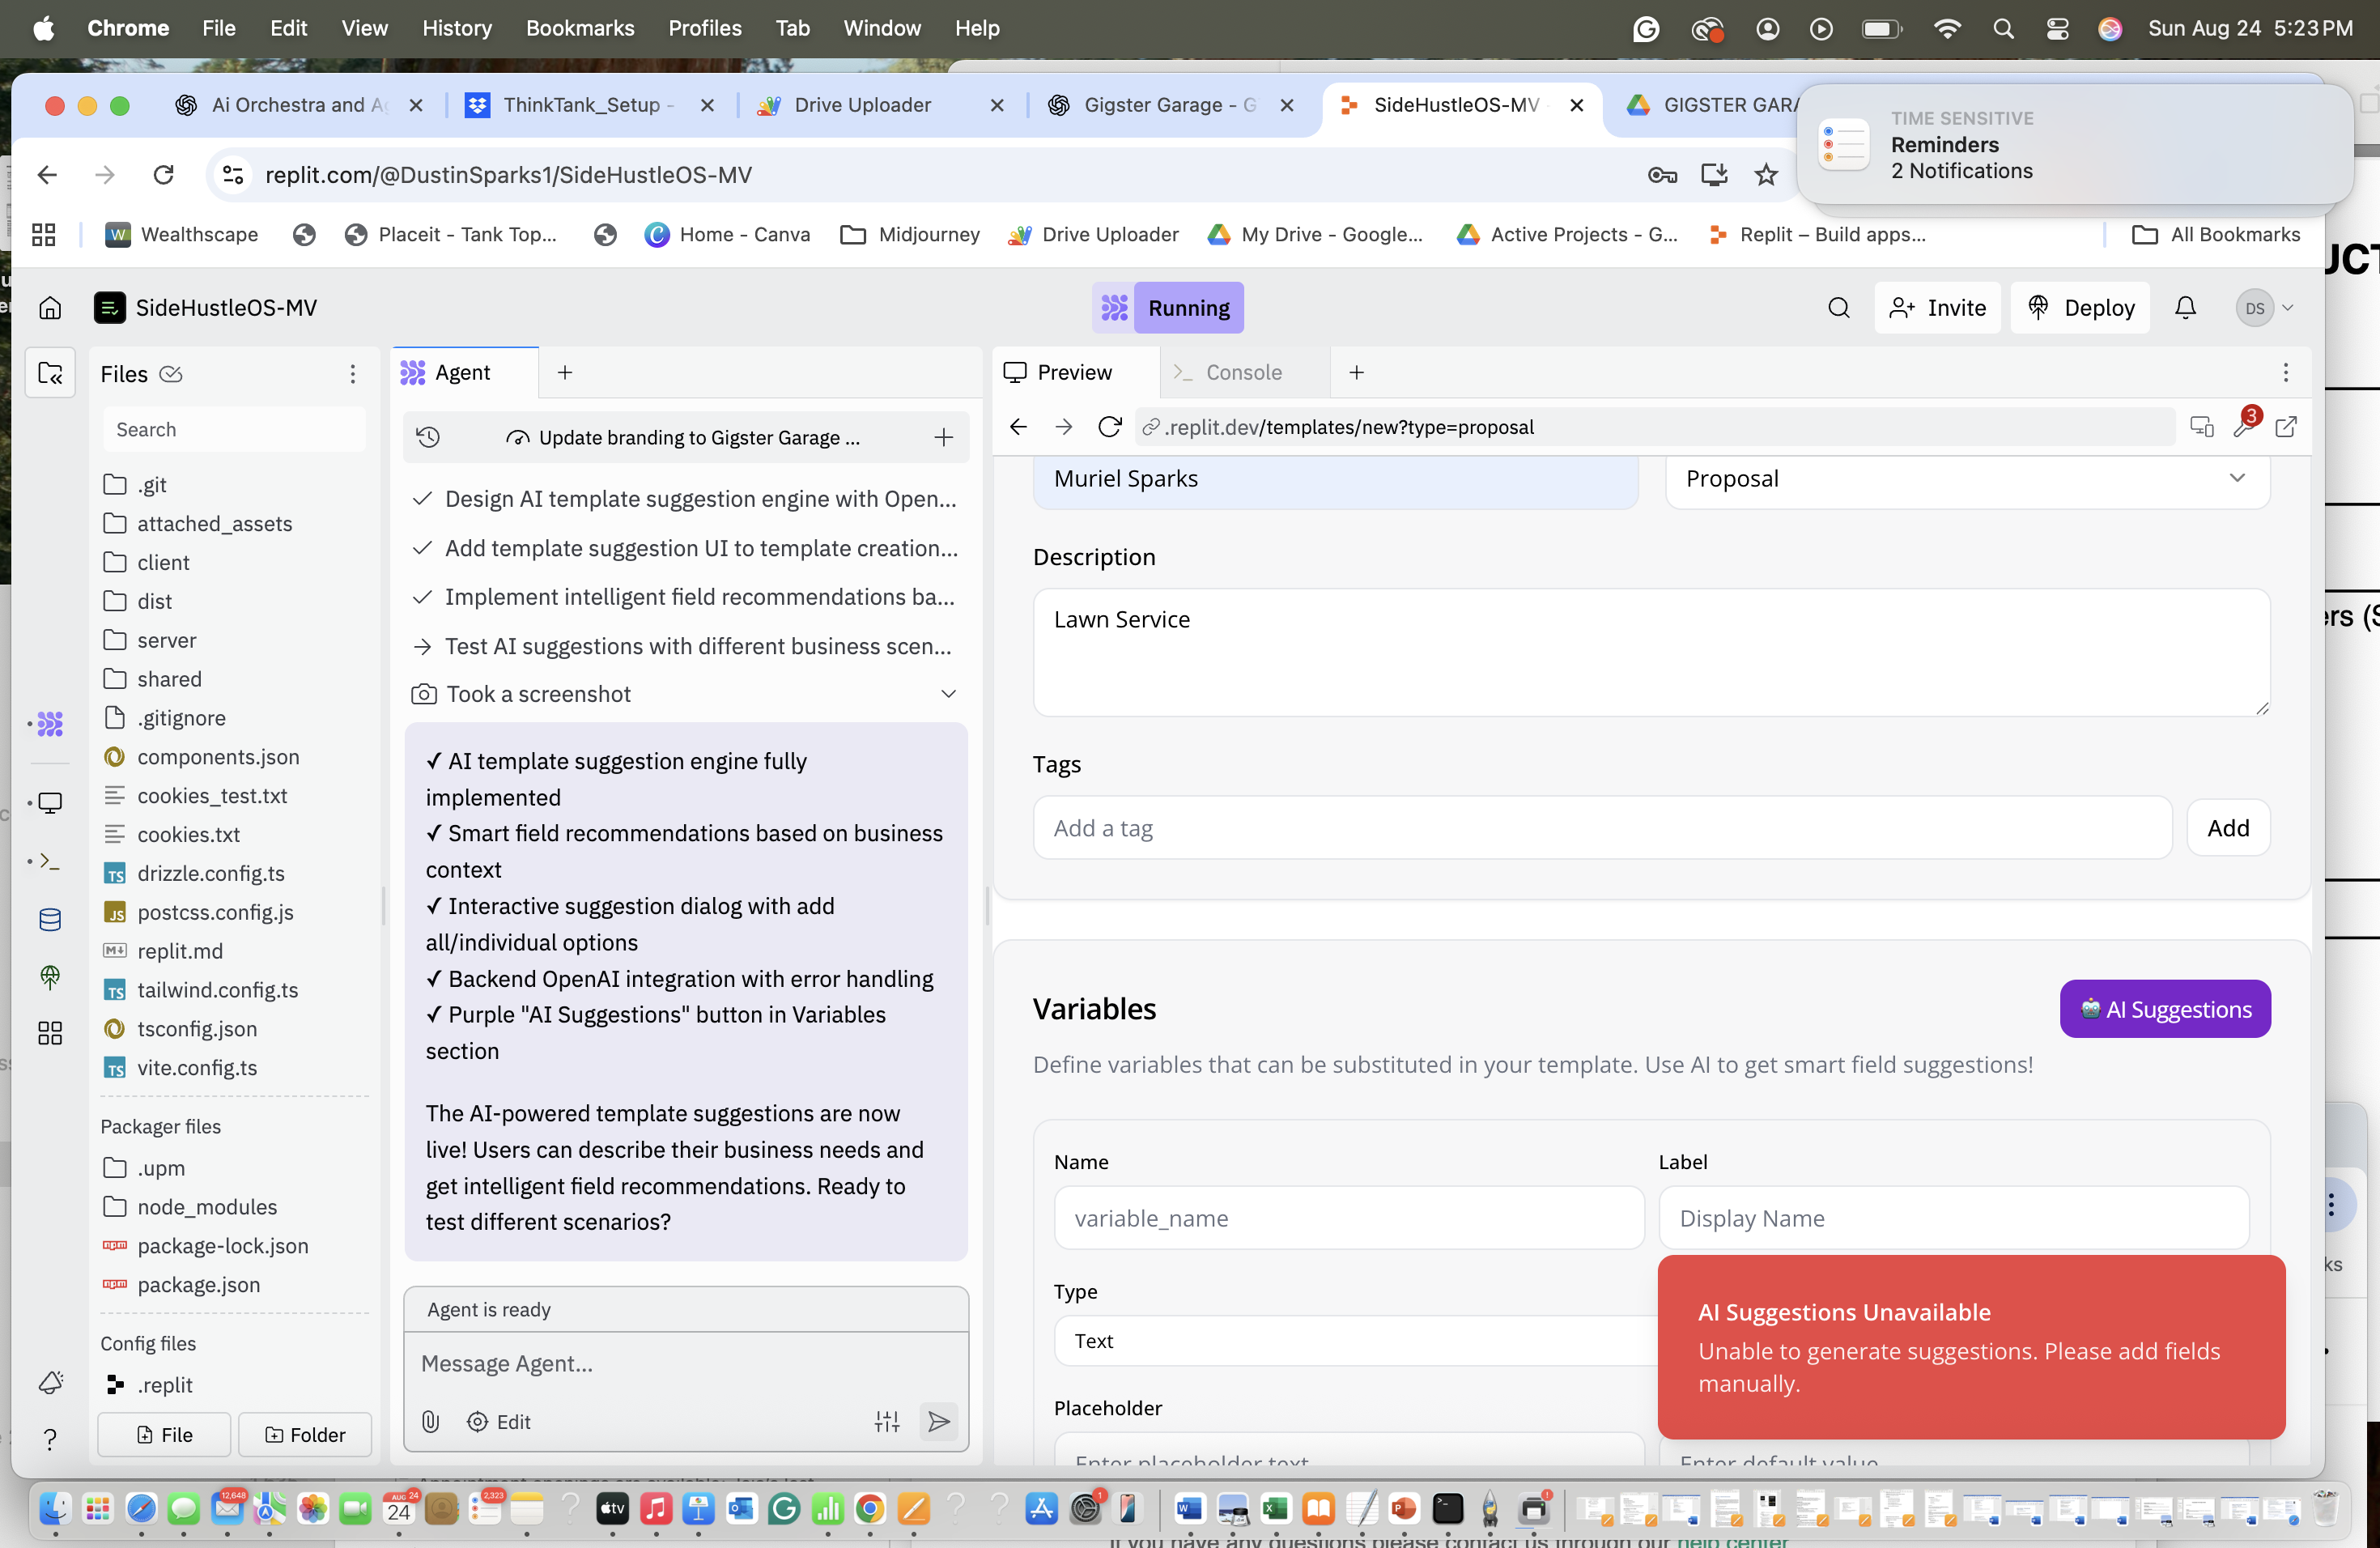 Chrome File Edit View History Bookmarks Profiles Tab Window Help
Sun Aug 24 5:23 PM
Ai Orchestra and Ag
ThinkTank_Setup -
Drive Uploader
Gigster Garage - G
SideHustleOS-MV -
GIGSTER GARA
TIME SENSITIVE
Reminders
2 Notifications
replit.com/@DustinSparks1/SideHustleOS-MV
Wealthscape
Placeit - Tank Top...
Home - Canva
Midjourney
Drive Uploader
My Drive - Google...
Active Projects - G...
Replit – Build apps...
All Bookmarks
SideHustleOS-MV
Running
Invite
Deploy
DS
Files
Search
.git
attached_assets
client
dist
server
shared
.gitignore
components.json
cookies_test.txt
cookies.txt
drizzle.config.ts
postcss.config.js
replit.md
tailwind.config.ts
tsconfig.json
vite.config.ts
Packager files
.upm
node_modules
package-lock.json
package.json
Config files
.replit
File
Folder
Agent
Update branding to Gigster Garage ...
Design AI template suggestion engine with Open...
Add template suggestion UI to template creation...
Implement intelligent field recommendations ba...
Test AI suggestions with different business scen...
Took a screenshot
✓ AI template suggestion engine fully
implemented
✓ Smart field recommendations based on business
context
✓ Interactive suggestion dialog with add
all/individual options
✓ Backend OpenAI integration with error handling
✓ Purple "AI Suggestions" button in Variables
section
The AI-powered template suggestions are now
live! Users can describe their business needs and
get intelligent field recommendations. Ready to
test different scenarios?
Agent is ready
Message Agent...
Edit
Preview
Console
.replit.dev/templates/new?type=proposal
3
Muriel Sparks
Proposal
Description
Lawn Service
Tags
Add a tag
Add
Variables
AI Suggestions
Define variables that can be substituted in your template. Use AI to get smart field suggestions!
Name
Label
variable_name
Display Name
Type
Text
AI Suggestions Unavailable
Unable to generate suggestions. Please add fields
manually.
Placeholder
Enter placeholder text
Enter default value
UCT
ers (S
ks
12,648
AUG 24
24
2,323
tv
1
If you have any questions please contact us through our help center